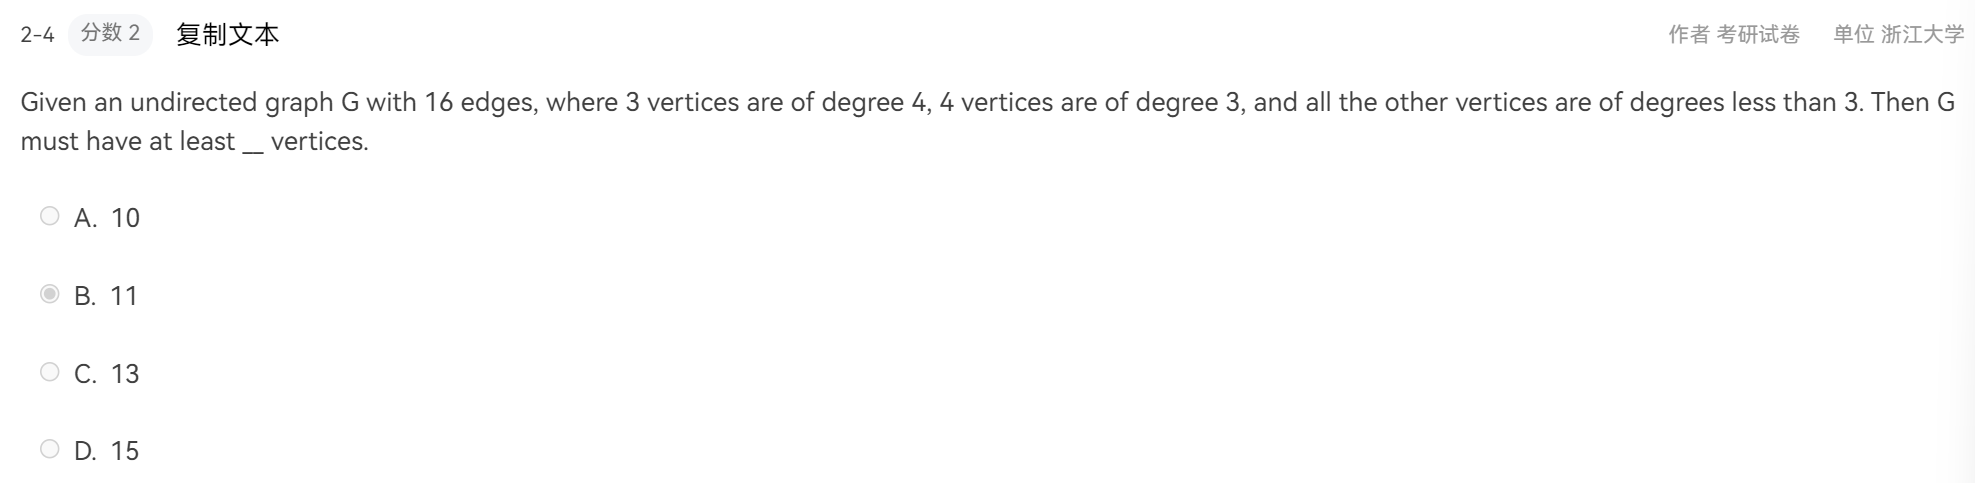 2-4 分数 2 复制文本 作者 考研试卷 单位 浙江大学
Given an undirected graph G with 16 edges, where 3 vertices are of degree 4, 4 vertices are of degree 3, and all the other vertices are of degrees less than 3. Then G
must have at least __ vertices.
A. 10
B. 11
C. 13
D. 15